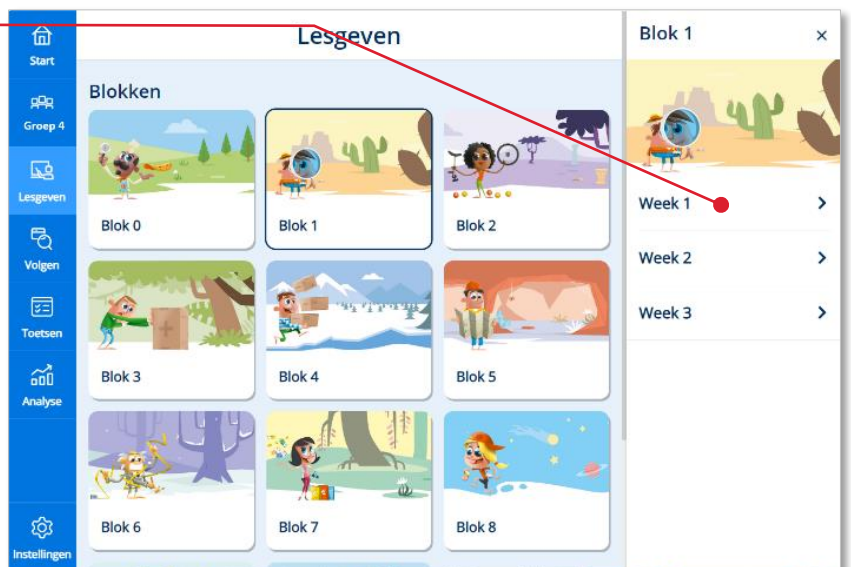 Start
Groep 4
Lesgeven
Volgen
Toetsen
Analyse
Instellingen
Lesgeven
Blokken
Blok 0
Blok 1
Blok 2
Blok 3
Blok 4
Blok 5
Blok 6
Blok 7
Blok 8
Blok 1
Week 1
Week 2
Week 3